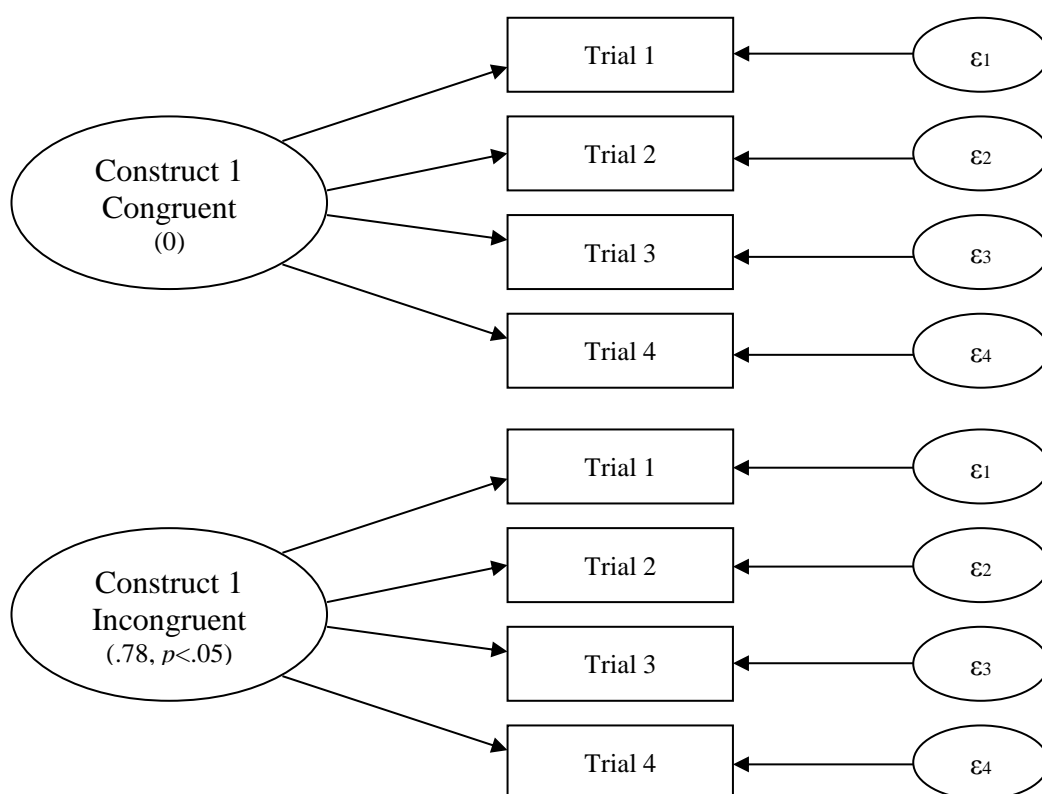 Trial 1
ε1
Construct 1
Congruent
(0)
Trial 2
ε2
Trial 3
ε3
Trial 4
ε4
Construct 1
Incongruent
(.78, p<.05)
Trial 1
ε1
Trial 2
ε2
Trial 3
ε3
Trial 4
ε4